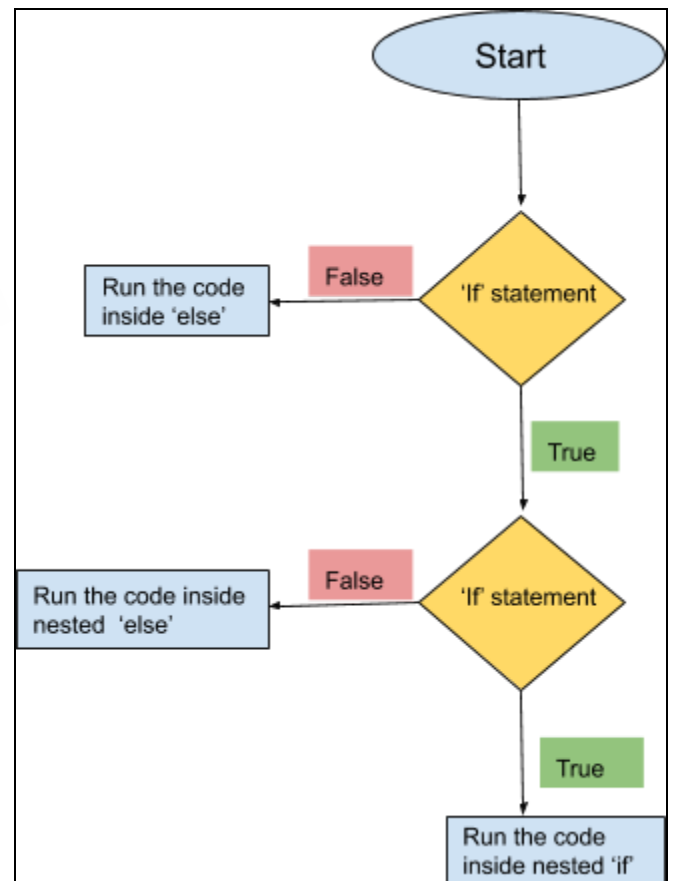 Start
False
‘If’ statement
Run the code
inside ‘else’
True
False
‘If’ statement
Run the code inside
nested ‘else’
True
Run the code
inside nested ‘if’